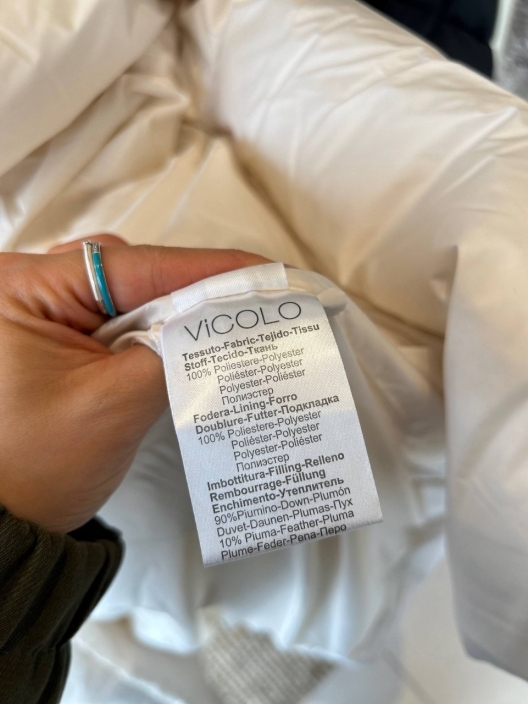 ViCOLO
Tessuto-Fabric-Tejido-Tissu
Stoff-Tecido-Ткань
100% Poliestere-Polyester
Poliéster-Polyester
Polyester-Poliéster
Полиэстер
Fodera-Lining-Forro
Doublure-Futter-Подкладка
100% Poliestere-Polyester
Poliéster-Polyester
Polyester-Poliéster
Полиэстер
Imbottitura-Filling-Relleno
Rembourrage-Füllung
Enchimento-Утеплитель
90%Piumino-Down-Plumón
Duvet-Daunen-Plumas-Пух
10% Piuma-Feather-Pluma
Plume-Feder-Pena-Перо